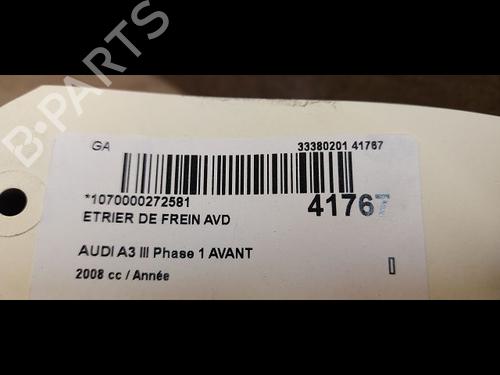 B-PARTS
GA 33380201 41767
*1070000272581 41767
ETRIER DE FREIN AVD
AUDI A3 III Phase 1 AVANT
2008 cc / Année